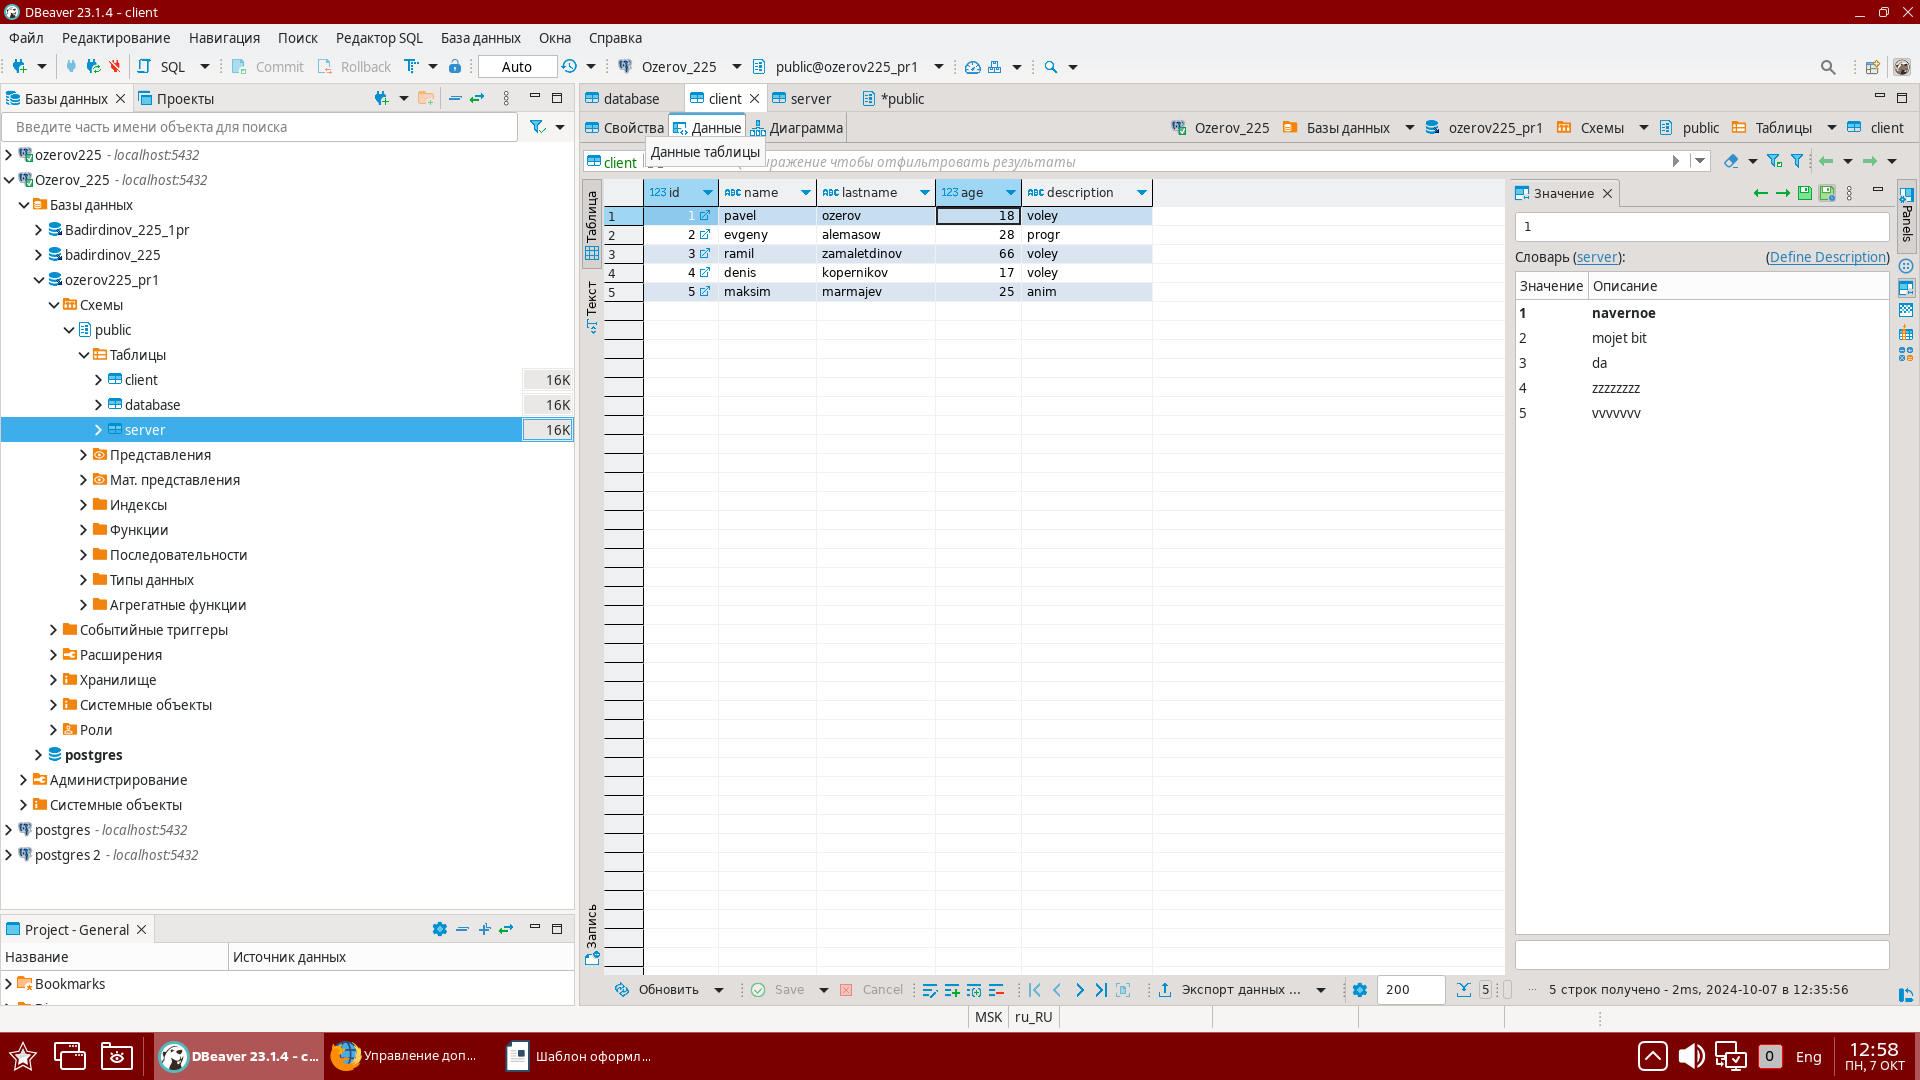 DBeaver 23.1.4 - client
Файл Редактирование Навигация Поиск Редактор SQL База данных Окна Справка
SQL Commit Rollback Auto Ozerov_225 public@ozerov225_pr1
Базы данных Проекты
Введите часть имени объекта для поиска
ozerov225 - localhost:5432
Ozerov_225 - localhost:5432
Базы данных
Badirdinov_225_1pr
badirdinov_225
ozerov225_pr1
Схемы
public
Таблицы
client 16K
database 16K
server 16K
Представления
Мат. представления
Индексы
Функции
Последовательности
Типы данных
Агрегатные функции
Событийные триггеры
Расширения
Хранилище
Системные объекты
Роли
postgres
Администрирование
Системные объекты
postgres - localhost:5432
postgres 2 - localhost:5432
Project - General
Название Источник данных
Bookmarks
database client server *public
Свойства Данные Диаграмма Ozerov_225 Базы данных ozerov225_pr1 Схемы public Таблицы client
Данные таблицы
client ыражение чтобы отфильтровать результаты
Таблица
Текст
Запись
123 id ABC name ABC lastname 123 age ABC description
1 1 pavel ozerov 18 voley
2 2 evgeny alemasow 28 progr
3 3 ramil zamaletdinov 66 voley
4 4 denis kopernikov 17 voley
5 5 maksim marmajev 25 anim
Значение
1
Словарь (server): (Define Description)
Значение Описание
1 navernoe
2 mojet bit
3 da
4 zzzzzzzz
5 vvvvvvv
Panels
Обновить Save Cancel Экспорт данных ... 200 5 5 строк получено - 2ms, 2024-10-07 в 12:35:56
MSK ru_RU
DBeaver 23.1.4 - c... Управление доп... Шаблон оформл... 0 Eng 12:58
ПН, 7 ОКТ